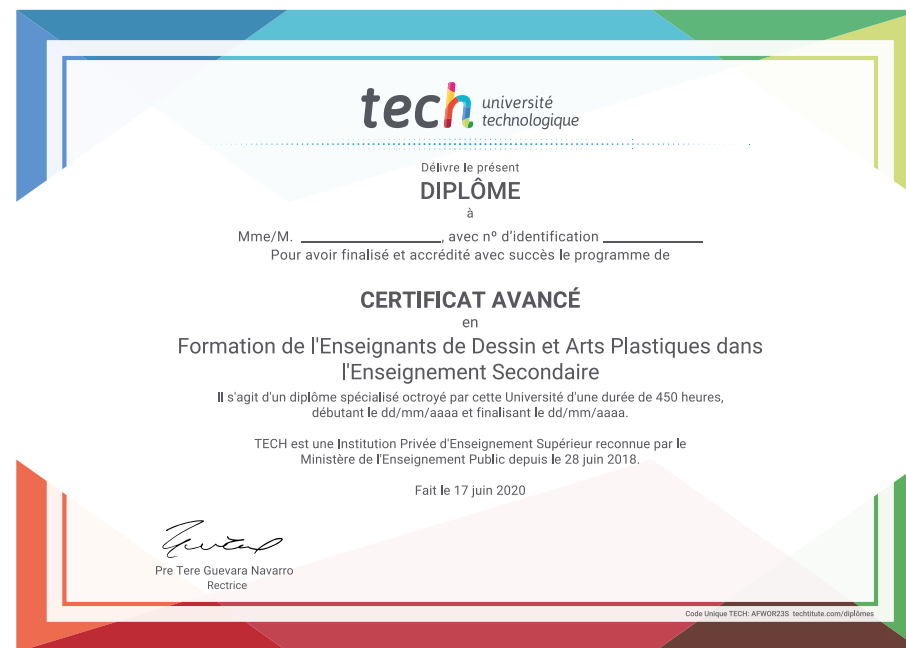 tech université
technologique
Délivre le présent
DIPLÔME
à
Mme/M. ____________________, avec nº d'identification ______________
Pour avoir finalisé et accrédité avec succès le programme de
CERTIFICAT AVANCÉ
en
Formation de l'Enseignants de Dessin et Arts Plastiques dans
l'Enseignement Secondaire
Il s'agit d'un diplôme spécialisé octroyé par cette Université d'une durée de 450 heures,
débutant le dd/mm/aaaa et finalisant le dd/mm/aaaa.
TECH est une Institution Privée d'Enseignement Supérieur reconnue par le
Ministère de l'Enseignement Public depuis le 28 juin 2018.
Fait le 17 juin 2020
Pre Tere Guevara Navarro
Rectrice
Code Unique TECH: AFWOR23S techtitute.com/diplômes